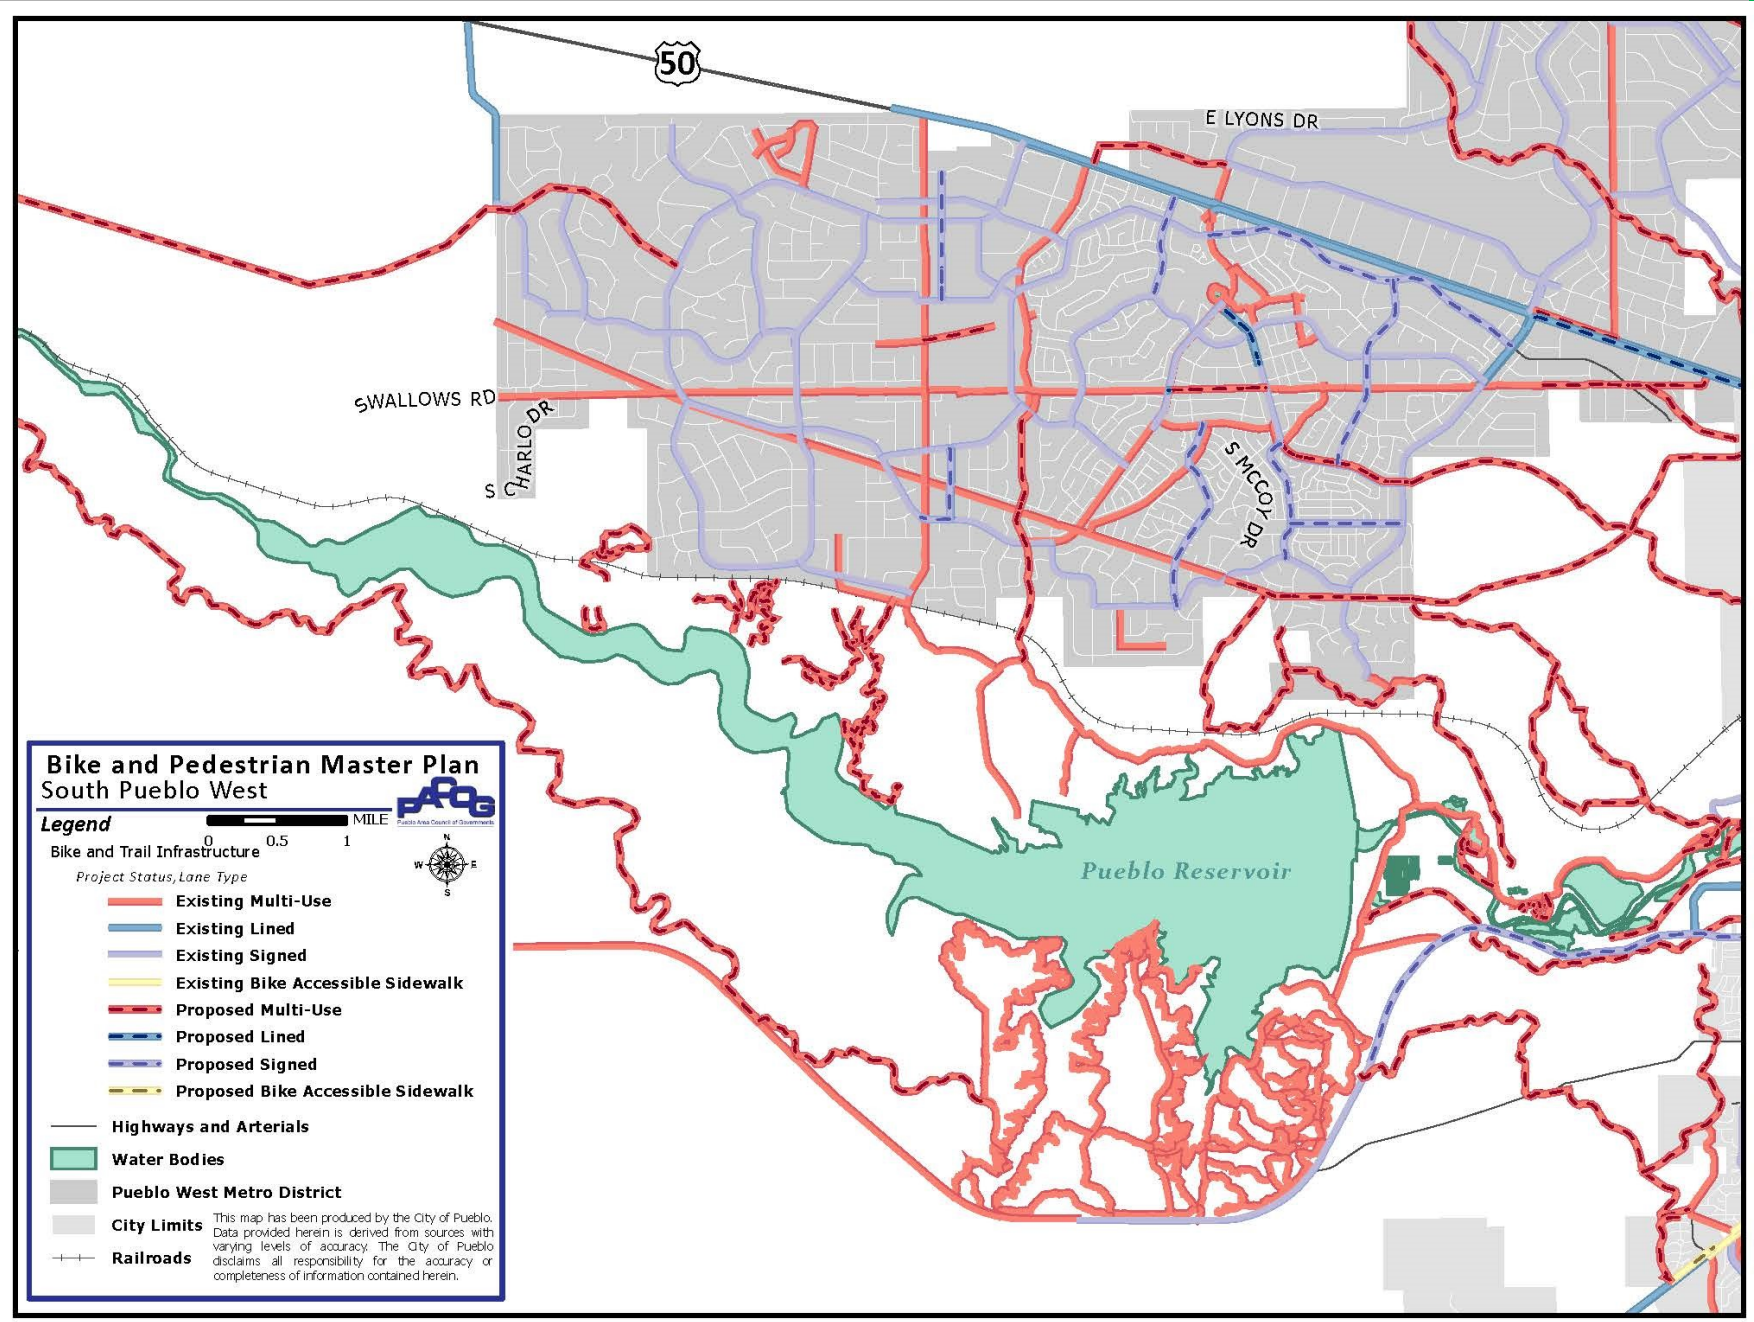 50
E LYONS DR
SWALLOWS RD
S CHARLO DR
S MCCOY DR
Pueblo Reservoir
Bike and Pedestrian Master Plan
South Pueblo West
PACOG
Pueblo Area Council of Governments
Legend
0 0.5 1 MILE
N
W E
S
Bike and Trail Infrastructure
Project Status, Lane Type
Existing Multi-Use
Existing Lined
Existing Signed
Existing Bike Accessible Sidewalk
Proposed Multi-Use
Proposed Lined
Proposed Signed
Proposed Bike Accessible Sidewalk
Highways and Arterials
Water Bodies
Pueblo West Metro District
City Limits
Railroads
This map has been produced by the City of Pueblo.
Data provided herein is derived from sources with
varying levels of accuracy. The City of Pueblo
disclaims all responsibility for the accuracy or
completeness of information contained herein.